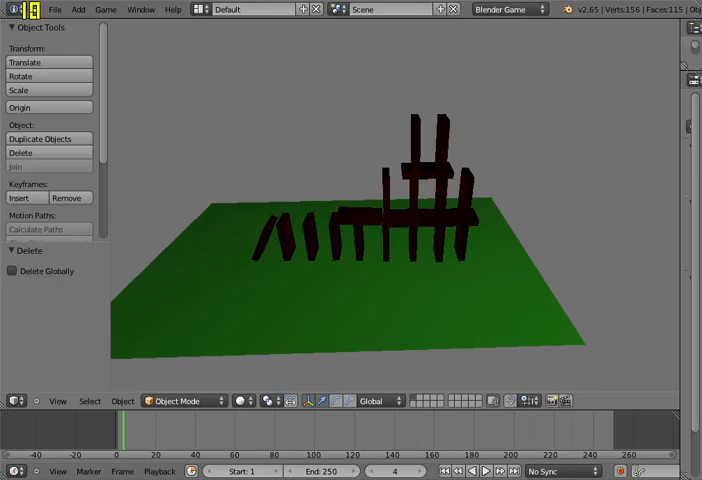 19 File Add Game Window Help Default Scene Blender Game v2.65 | Verts:156 | Faces:115 | Ob
Object Tools
Transform:
Translate
Rotate
Scale
Origin
Object:
Duplicate Objects
Delete
Join
Keyframes:
Insert Remove
Motion Paths:
Calculate Paths
Delete
Delete Globally
View Select Object Object Mode Global
-40 -20 0 20 40 60 80 100 120 140 160 180 200 220 240 260
View Marker Frame Playback Start: 1 End: 250 4 No Sync